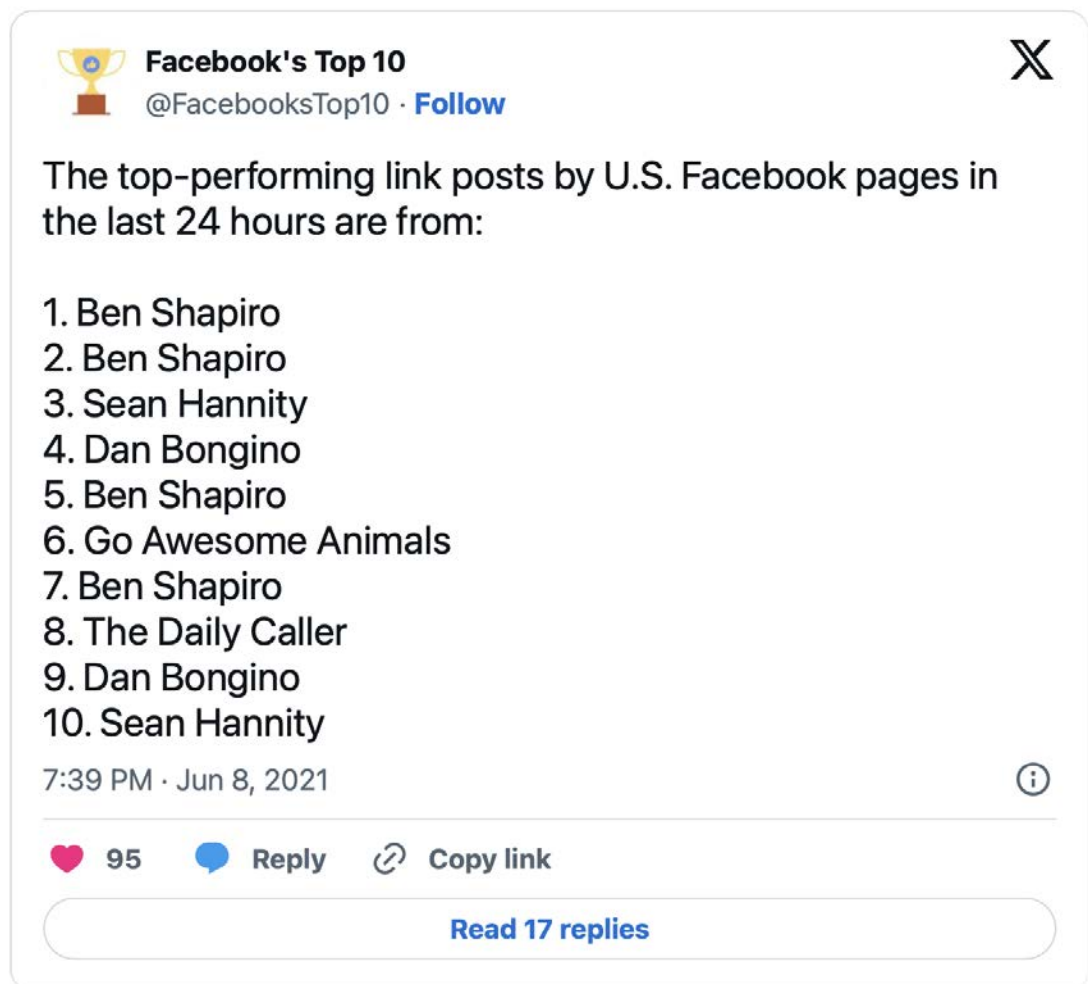 Facebook's Top 10
@FacebooksTop10 · Follow
The top-performing link posts by U.S. Facebook pages in
the last 24 hours are from:
1. Ben Shapiro
2. Ben Shapiro
3. Sean Hannity
4. Dan Bongino
5. Ben Shapiro
6. Go Awesome Animals
7. Ben Shapiro
8. The Daily Caller
9. Dan Bongino
10. Sean Hannity
7:39 PM · Jun 8, 2021
95 Reply Copy link
Read 17 replies